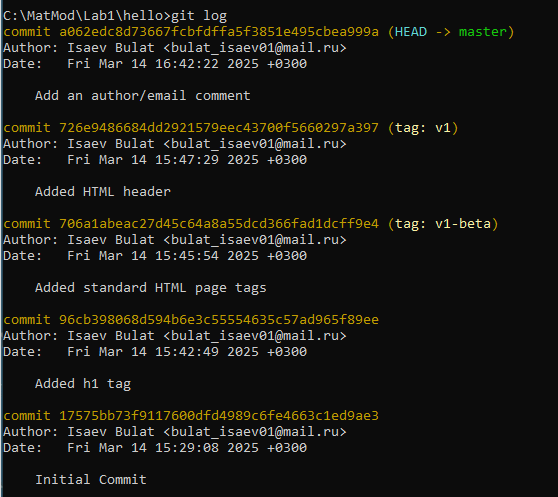 C:\MatMod\Lab1\hello>git log
commit a062edc8d73667fcbfdffa5f3851e495cbea999a (HEAD -> master)
Author: Isaev Bulat <bulat_isaev01@mail.ru>
Date:   Fri Mar 14 16:42:22 2025 +0300
    Add an author/email comment
commit 726e9486684dd2921579eec43700f5660297a397 (tag: v1)
Author: Isaev Bulat <bulat_isaev01@mail.ru>
Date:   Fri Mar 14 15:47:29 2025 +0300
    Added HTML header
commit 706a1abeac27d45c64a8a55dcd366fad1dcff9e4 (tag: v1-beta)
Author: Isaev Bulat <bulat_isaev01@mail.ru>
Date:   Fri Mar 14 15:45:54 2025 +0300
    Added standard HTML page tags
commit 96cb398068d594b6e3c55554635c57ad965f89ee
Author: Isaev Bulat <bulat_isaev01@mail.ru>
Date:   Fri Mar 14 15:42:49 2025 +0300
    Added h1 tag
commit 17575bb73f9117600dfd4989c6fe4663c1ed9ae3
Author: Isaev Bulat <bulat_isaev01@mail.ru>
Date:   Fri Mar 14 15:29:08 2025 +0300
    Initial Commit